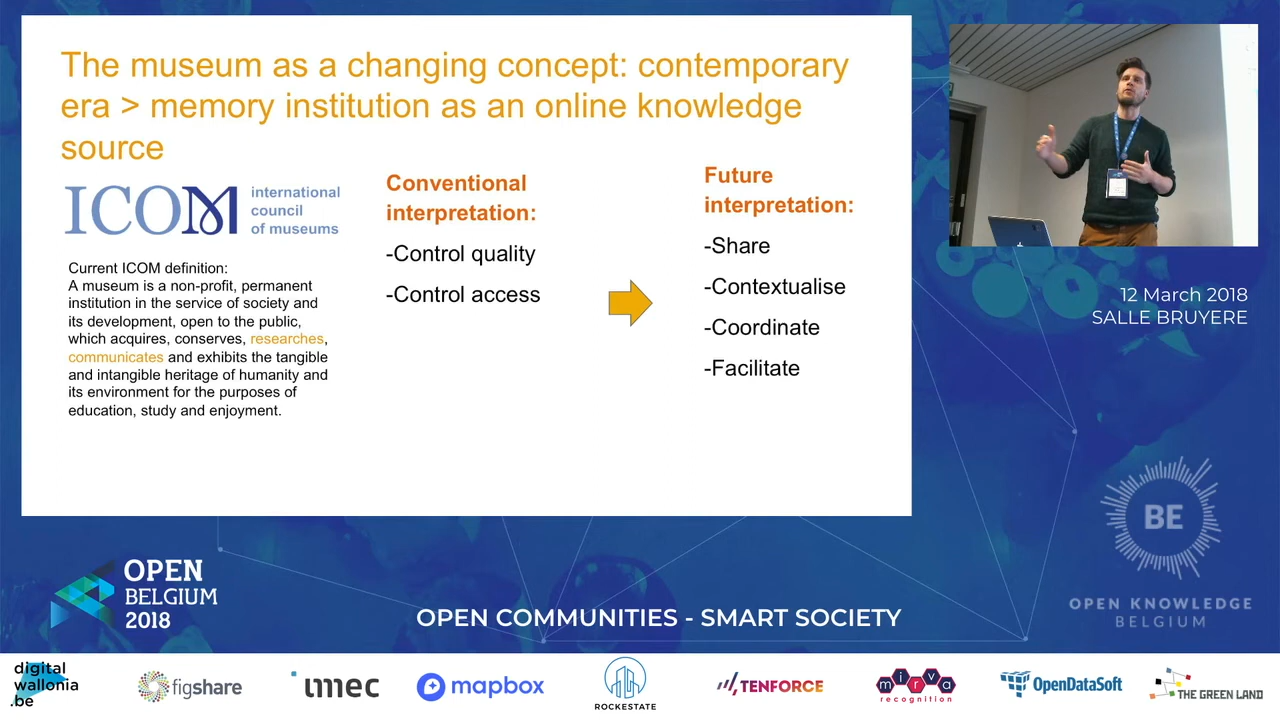 The museum as a changing concept: contemporary
era > memory institution as an online knowledge
source
ICOM
international
council
of museums
Current ICOM definition:
A museum is a non-profit, permanent
institution in the service of society and
its development, open to the public,
which acquires, conserves, researches,
communicates and exhibits the tangible
and intangible heritage of humanity and
its environment for the purposes of
education, study and enjoyment.
Conventional
interpretation:
-Control quality
-Control access
Future
interpretation:
-Share
-Contextualise
-Coordinate
-Facilitate
12 March 2018
SALLE BRUYERE
BE
OPEN KNOWLEDGE
BELGIUM
OPEN
BELGIUM
2018
OPEN COMMUNITIES - SMART SOCIETY
digital
wallonia
.be
figshare
imec
mapbox
ROCKESTATE
TENFORCE
mirva
recognition
OpenDataSoft
THE GREEN LAND